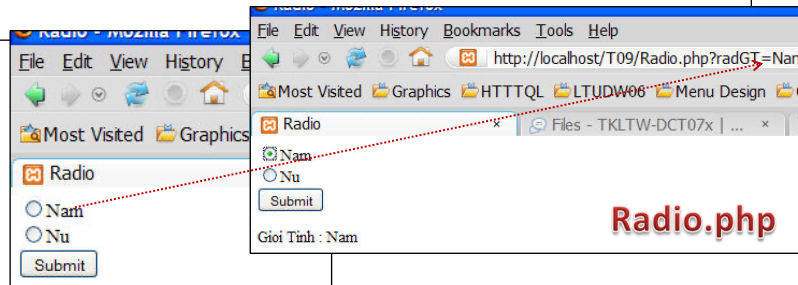 Radio - Mozilla Firefox
File Edit View History
Most Visited Graphics
Radio
Nam
Nu
Submit
Radio - Mozilla Firefox
File Edit View History Bookmarks Tools Help
http://localhost/T09/Radio.php?radGT=Nam
Most Visited Graphics HTTTQL LTUDW06 Menu Design
Radio × Files - TKLTW-DCT07x | ... ×
Nam
Nu
Submit
Gioi Tinh : Nam
Radio.php